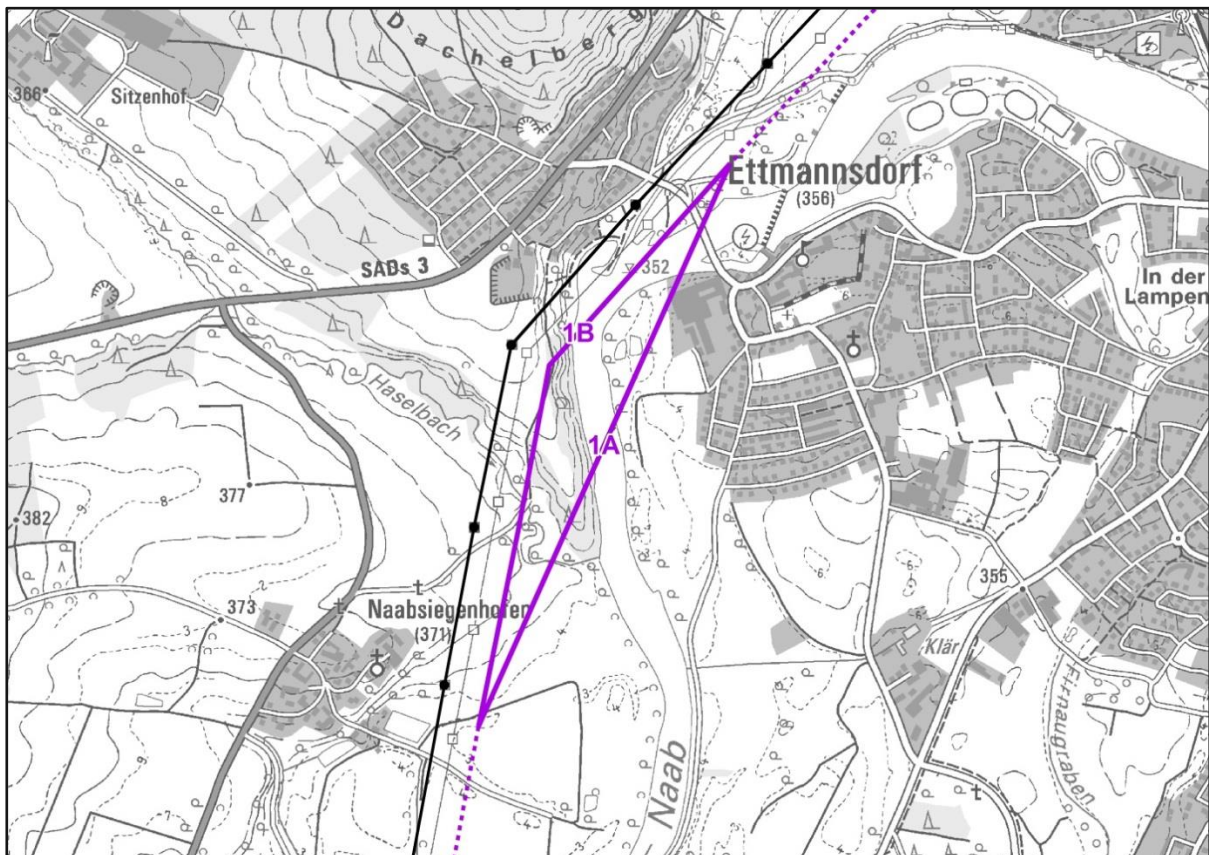 Dachelberg
366
Sitzenhof
Ettmannsdorf
(356)
SADs 3
352
In der
Lampen
1B
Haselbach
1A
377
382
355
373
Naabsiegenhofen
(371)
Klär
Naab
Firnaugraben